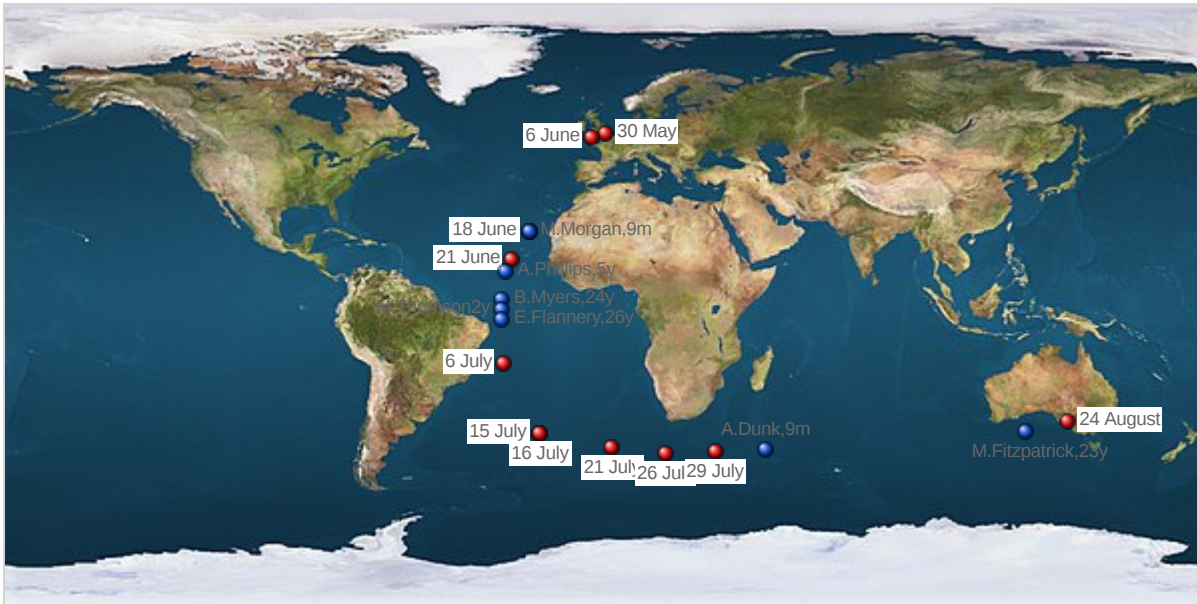 6 June
30 May
18 June
M.Morgan,9m
21 June
A.Phillips,5y
B.Myers,24y
E.Flannery,26y
6 July
15 July
16 July
21 July
26 Jul
29 July
A.Dunk,9m
24 August
M.Fitzpatrick,23y